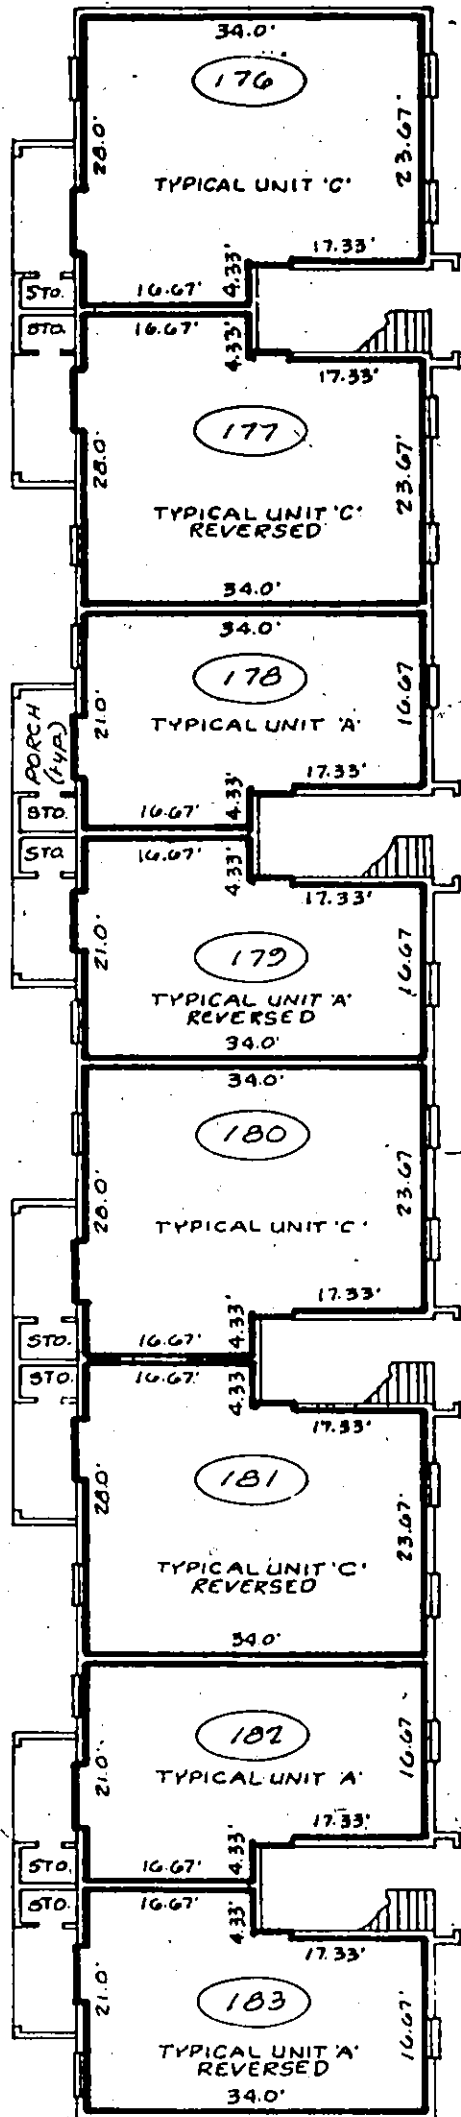 34.0'
176
28.0'
23.67'
TYPICAL UNIT 'C'
17.33'
4.33'
STO.
16.67'
STO.
16.67'
4.33'
17.33'
177
28.0'
23.67'
TYPICAL UNIT 'C'
REVERSED
34.0'
34.0'
178
16.67
21.0'
PORCH
(TYP)
TYPICAL UNIT 'A'
17.33'
4.33'
STO.
16.67'
STO.
16.67'
4.33'
17.33'
179
21.0'
16.67
TYPICAL UNIT 'A'
REVERSED
34.0'
34.0'
180
28.0'
23.67
TYPICAL UNIT 'C'
17.33'
4.33'
STO.
16.67'
STO.
16.67'
4.33
17.33'
181
28.0'
23.67'
TYPICAL UNIT 'C'
REVERSED
34.0'
182
21.0'
16.67
TYPICAL UNIT 'A'
17.33'
4.33'
STO.
16.67'
STO.
16.67'
4.33'
17.33'
183
21.0'
16.67'
TYPICAL UNIT 'A'
REVERSED
34.0'